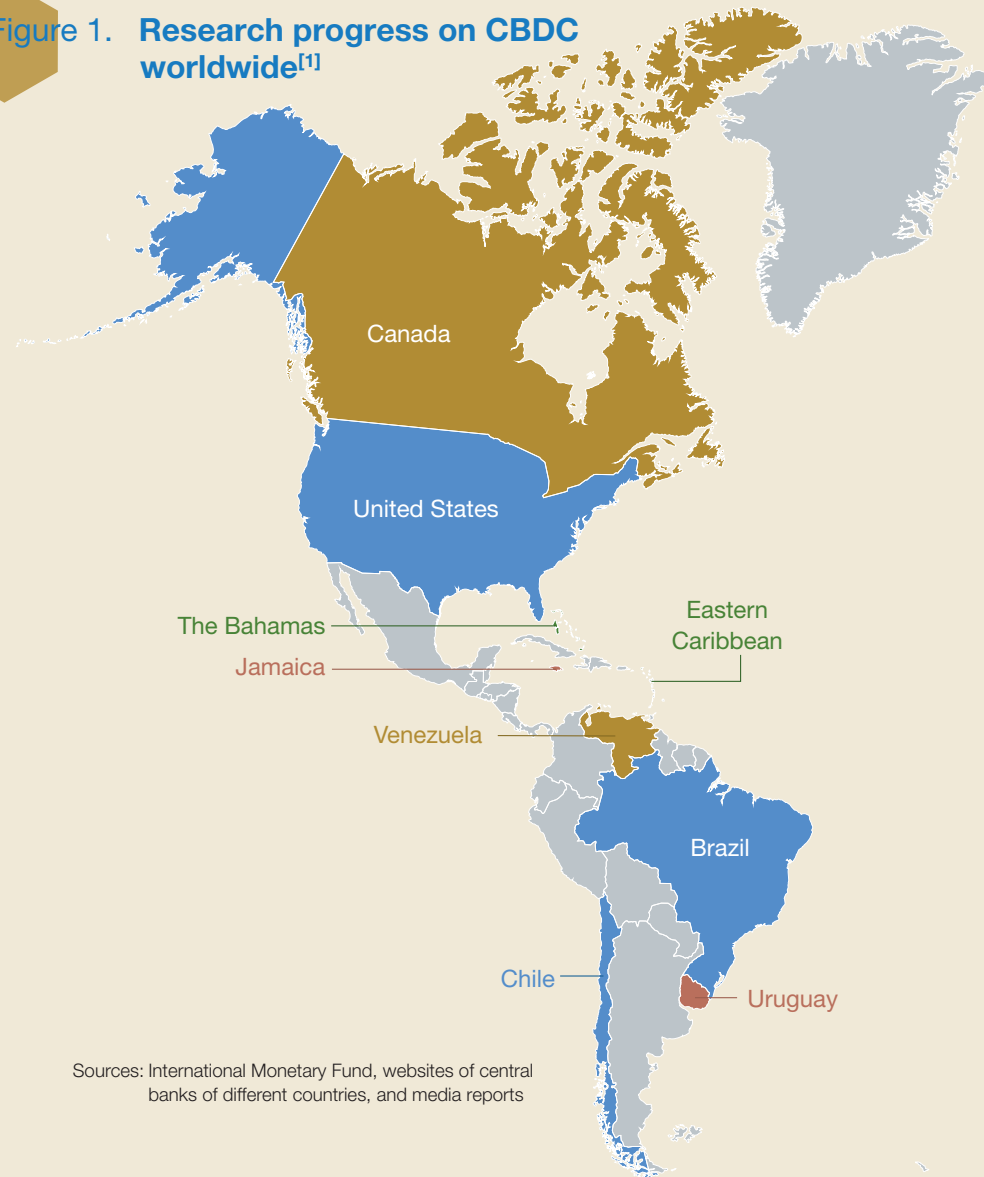 Figure 1. Research progress on CBDC
worldwide[1]
Canada
United States
The Bahamas
Eastern
Caribbean
Jamaica
Venezuela
Brazil
Chile
Uruguay
Sources: International Monetary Fund, websites of central
banks of different countries, and media reports